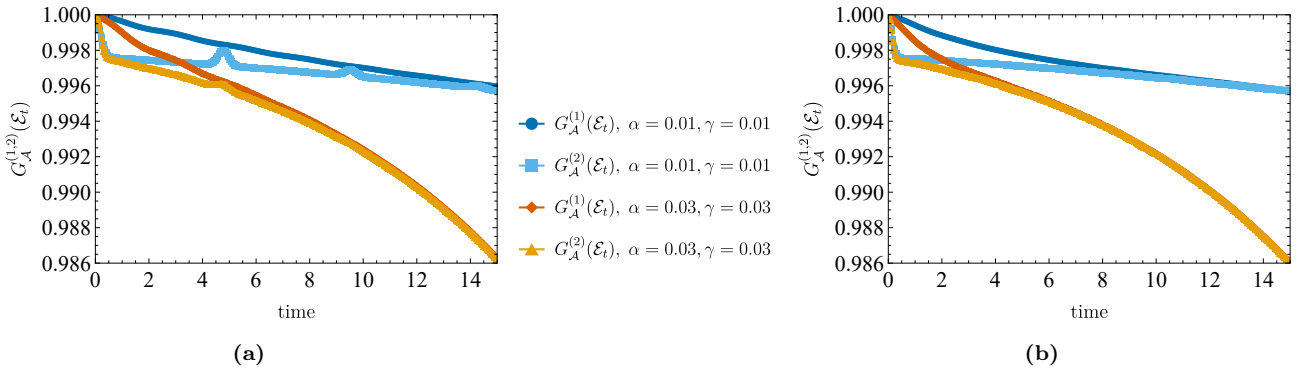 1.000
0.998
0.996
0.994
0.992
0.990
0.988
0.986
G_𝒜^{(1,2)}(ℰ_t)
0 2 4 6 8 10 12 14
time
(a)
G_𝒜^{(1)}(ℰ_t), α = 0.01, γ = 0.01
G_𝒜^{(2)}(ℰ_t), α = 0.01, γ = 0.01
G_𝒜^{(1)}(ℰ_t), α = 0.03, γ = 0.03
G_𝒜^{(2)}(ℰ_t), α = 0.03, γ = 0.03
1.000
0.998
0.996
0.994
0.992
0.990
0.988
0.986
G_𝒜^{(1,2)}(ℰ_t)
0 2 4 6 8 10 12 14
time
(b)